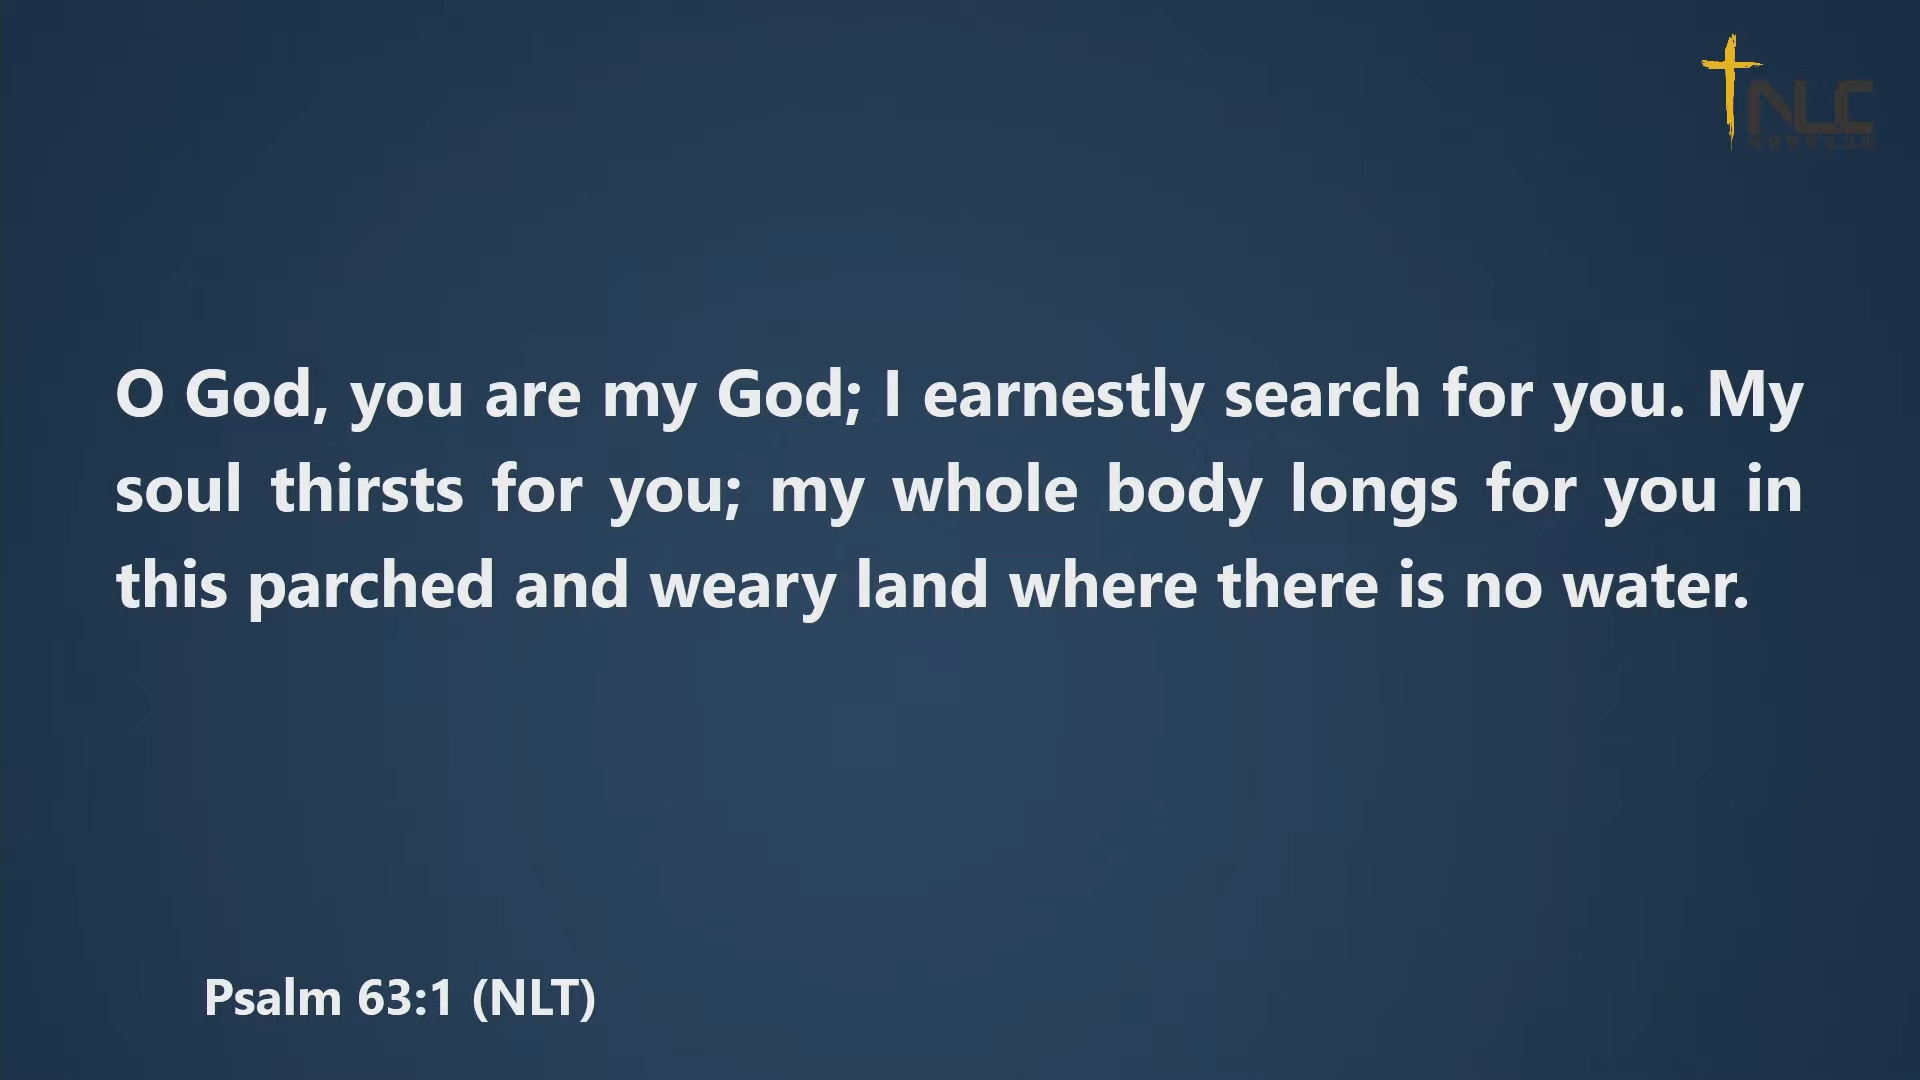 NLC
O God, you are my God; I earnestly search for you. My
soul thirsts for you; my whole body longs for you in
this parched and weary land where there is no water.
Psalm 63:1 (NLT)